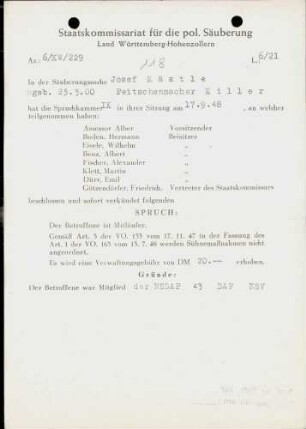 Staatskommissariat für die pol. Säuberung
Land Württemberg-Hohenzollern
Az: 6/XV/229
118
L 6/21
In der Säuberungssache Josef Kästle
geb. 23.3.00 Peitschenmacher Killer
hat die Spruchkammer IX in ihrer Sitzung am 17.9.48, an welcher
teilgenommen haben:
Assessor Alber Vorsitzender
Boden, Hermann Beisitzer
Eisele, Wilhelm "
Benz, Albert "
Fischer, Alexander "
Klett, Martin "
Dürr, Emil "
Götzendörfer, Friedrich, Vertreter des Staatskommissars
beschlossen und sofort verkündet folgenden
SPRUCH:
Der Betroffene ist Mitläufer.
Gemäß Art. 5 der VO. 133 vom 17. 11. 47 in der Fassung des
Art. 1 der VO. 165 vom 13. 7. 48 werden Sühnemaßnahmen nicht
angeordnet.
Es wird eine Verwaltungsgebühr von DM 20.-- erhoben.
Gründe:
Der Betroffene war Mitglied der NSDAP 43 DAF NSV